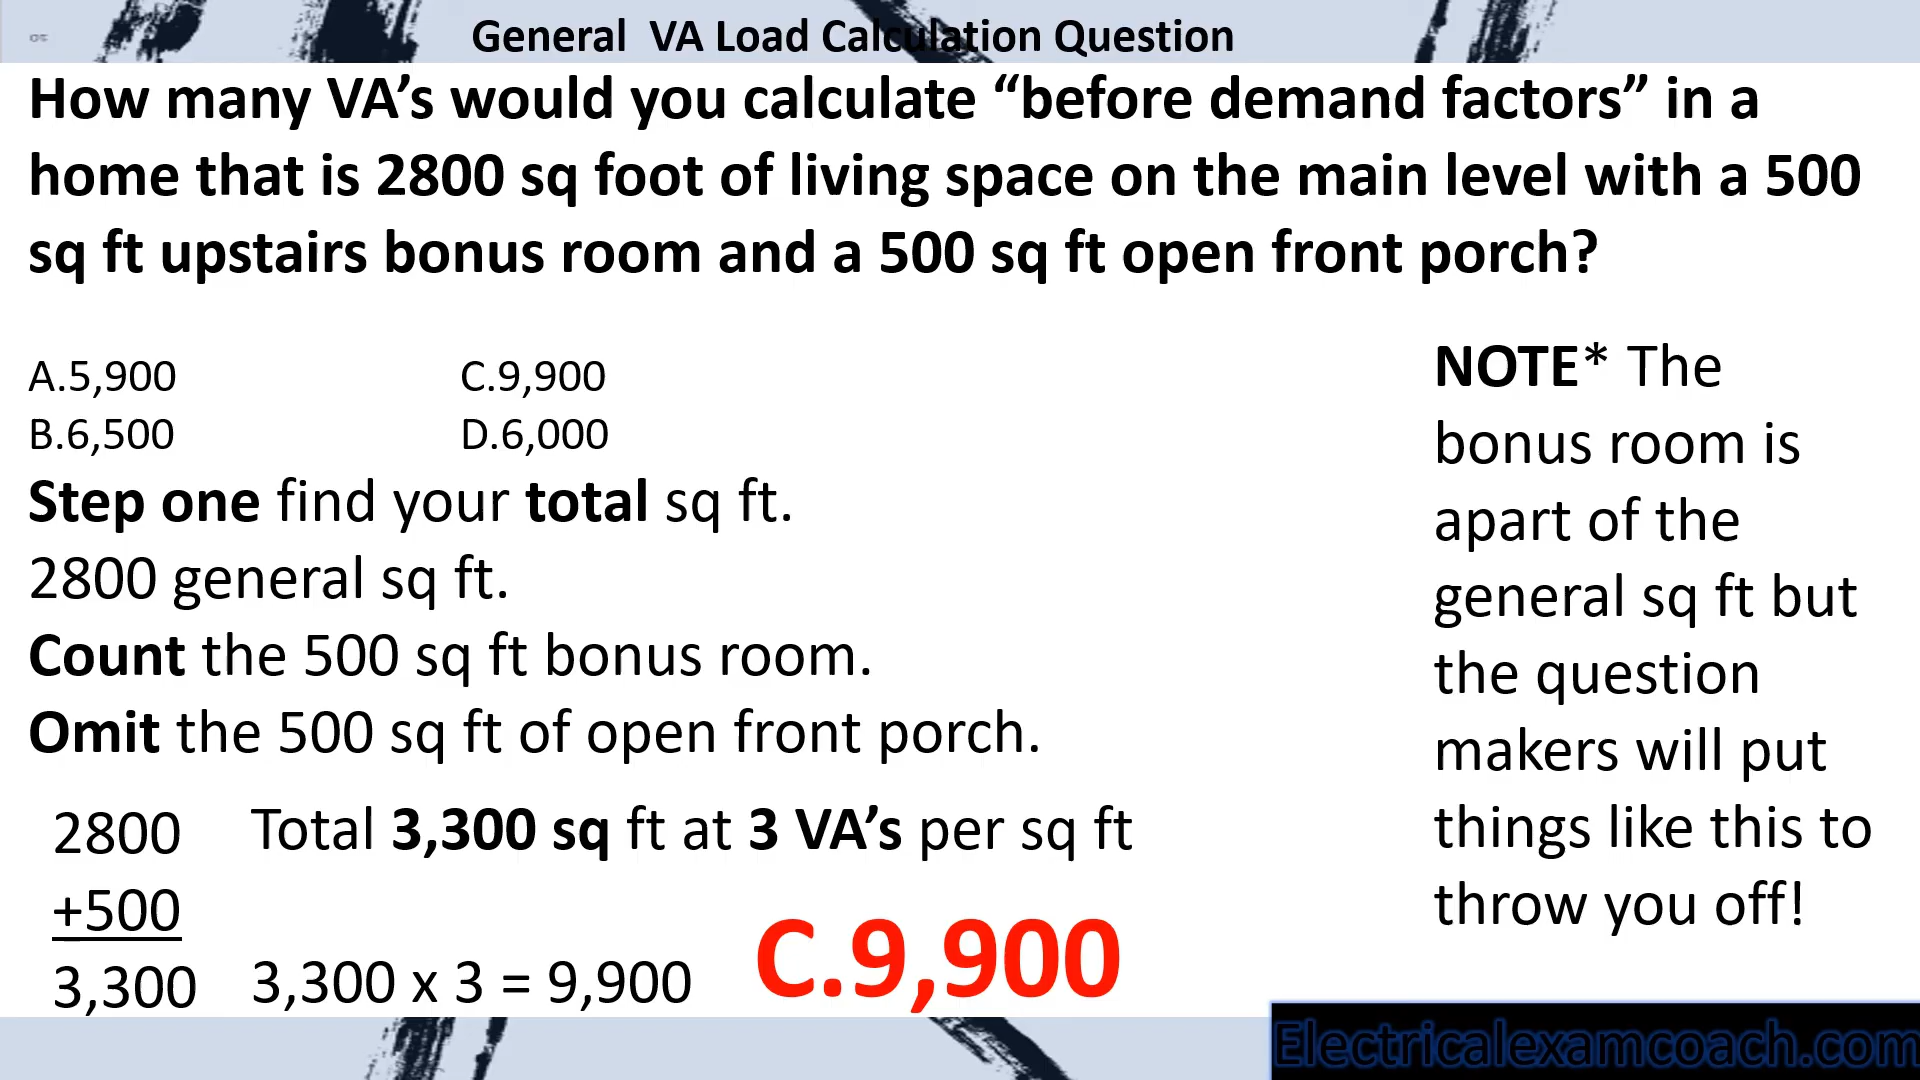 General VA Load Calculation Question
How many VA’s would you calculate “before demand factors” in a
home that is 2800 sq foot of living space on the main level with a 500
sq ft upstairs bonus room and a 500 sq ft open front porch?
A.5,900
B.6,500
C.9,900
D.6,000
Step one find your total sq ft.
2800 general sq ft.
Count the 500 sq ft bonus room.
Omit the 500 sq ft of open front porch.
2800
+500
3,300
Total 3,300 sq ft at 3 VA’s per sq ft
3,300 x 3 = 9,900
C.9,900
NOTE* The
bonus room is
apart of the
general sq ft but
the question
makers will put
things like this to
throw you off!
Electricalexamcoach.com